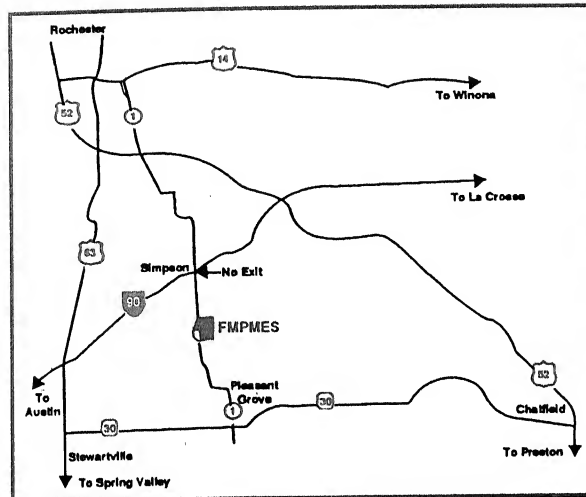 Rochester
14
To Winona
52
1
To La Crosse
63
Simpson
No Exit
90
FMPMES
To
Austin
Pleasant
Grove
1
52
Chatfield
30
30
Stewartville
To Preston
To Spring Valley